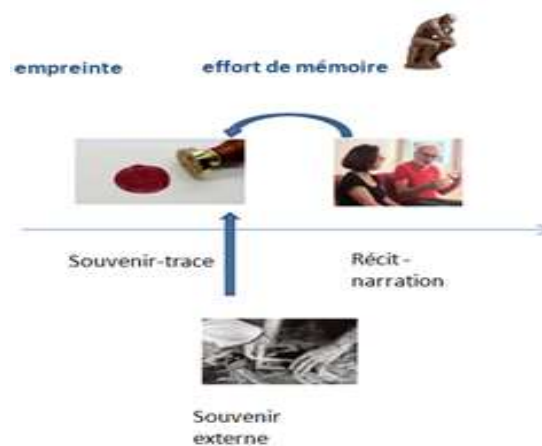 empreinte
effort de mémoire
Souvenir-trace
Récit -
narration
Souvenir
externe